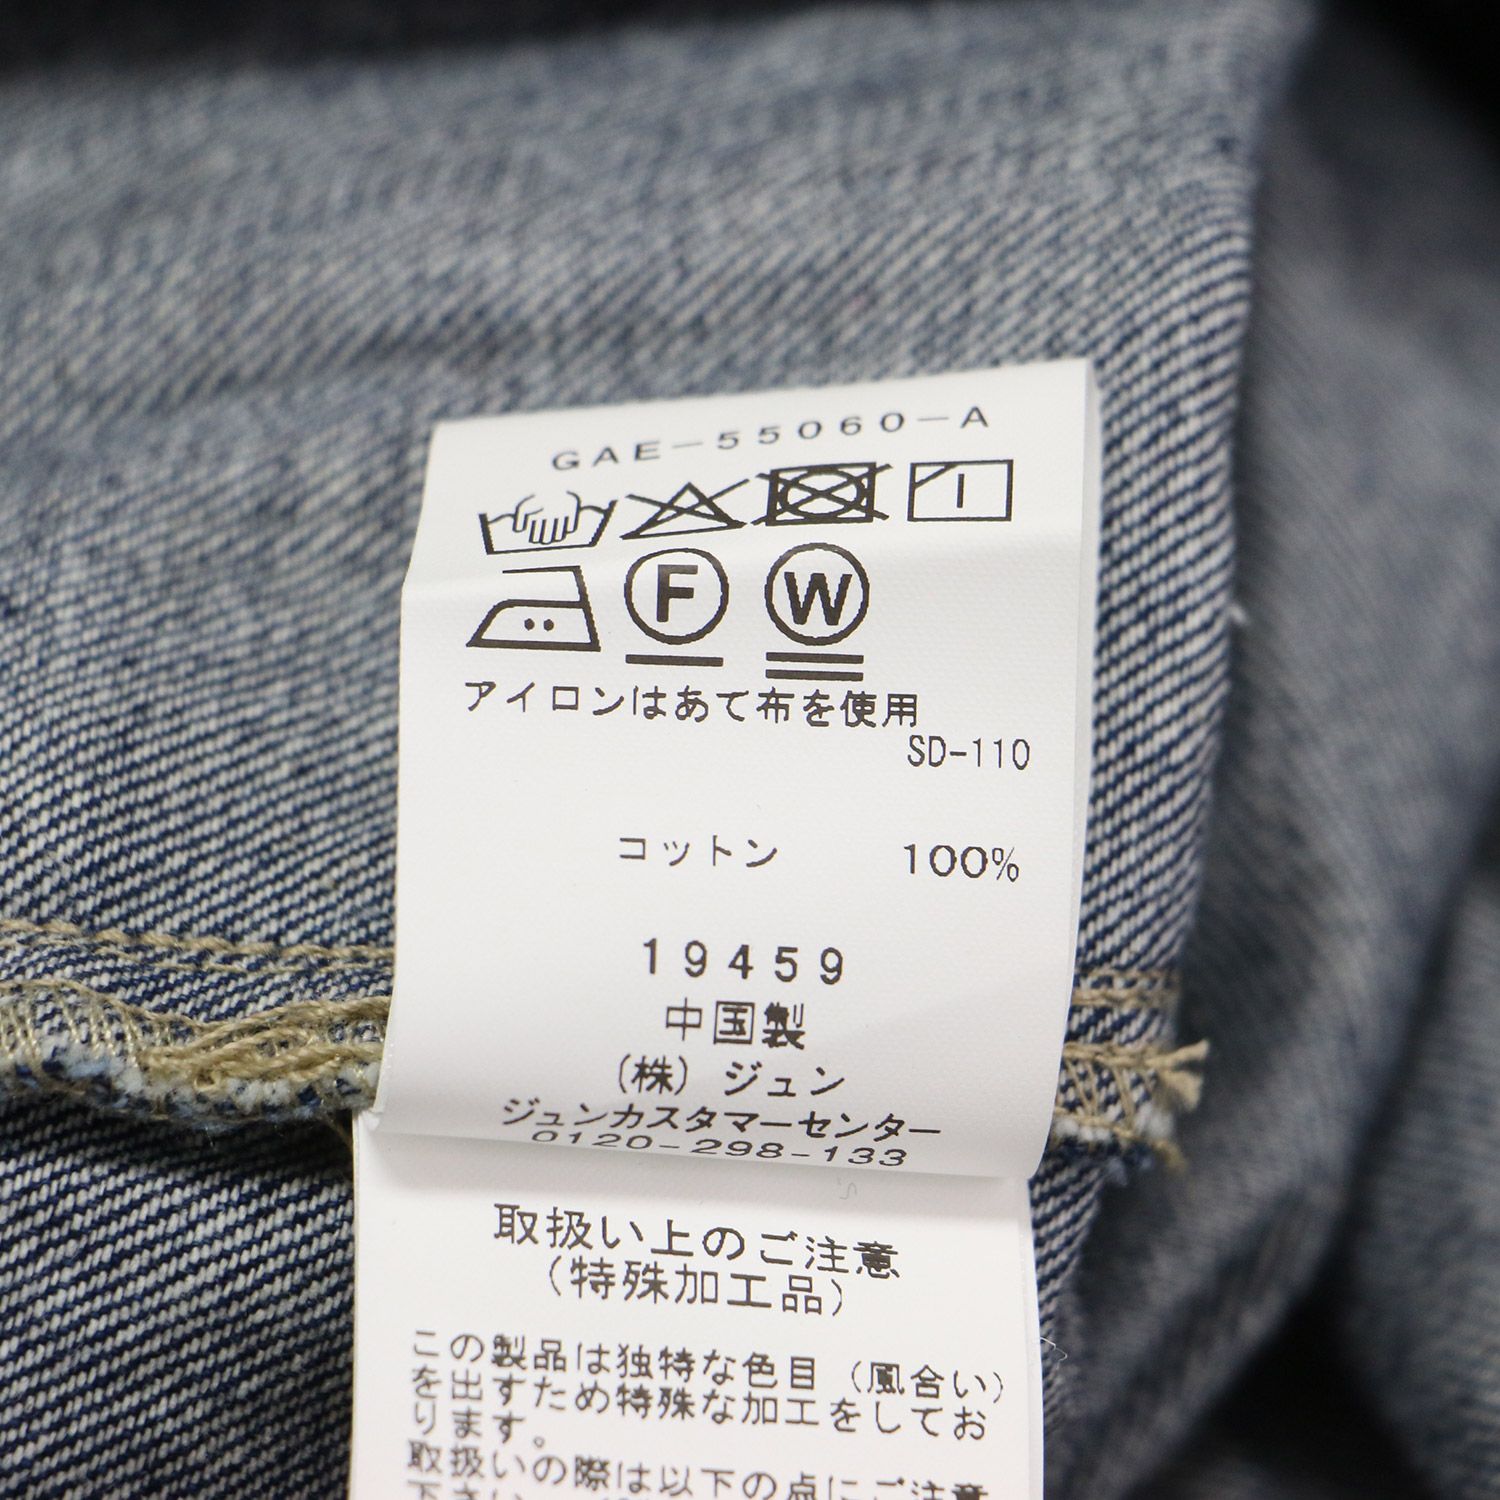 GAE-55060-A
F W
アイロンはあて布を使用
SD-110
コットン 100%
19459
中国製
(株) ジュン
ジュンカスタマーセンター
0120-298-133
取扱い上のご注意
(特殊加工品)
この製品は独特な色目(風合い)
を出すため特殊な加工をしてお
ります。
取扱いの際は以下の点にご注意